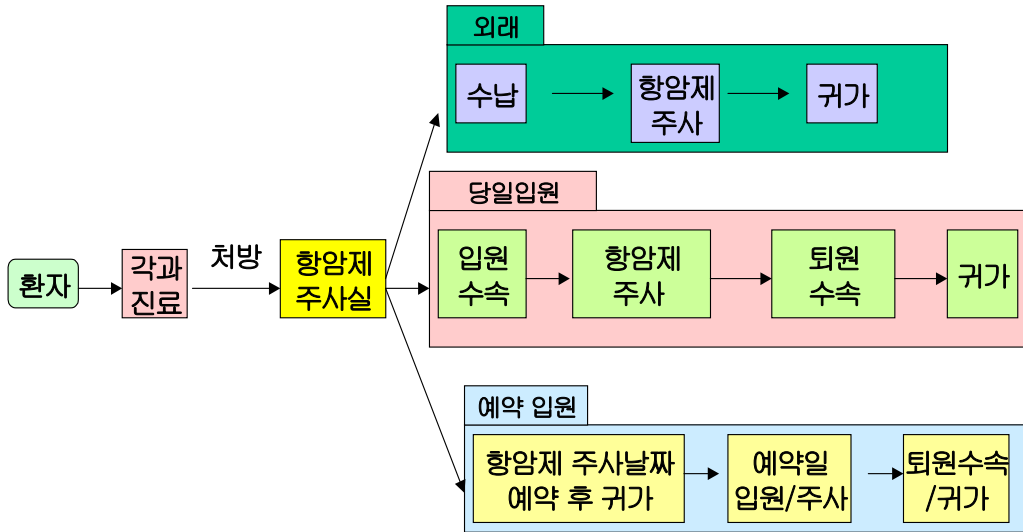 외래
수납
항암제
주사
귀가
당일입원
환자
각과
진료
처방
항암제
주사실
입원
수속
항암제
주사
퇴원
수속
귀가
예약 입원
항암제 주사날짜
예약 후 귀가
예약일
입원/주사
퇴원수속
/귀가